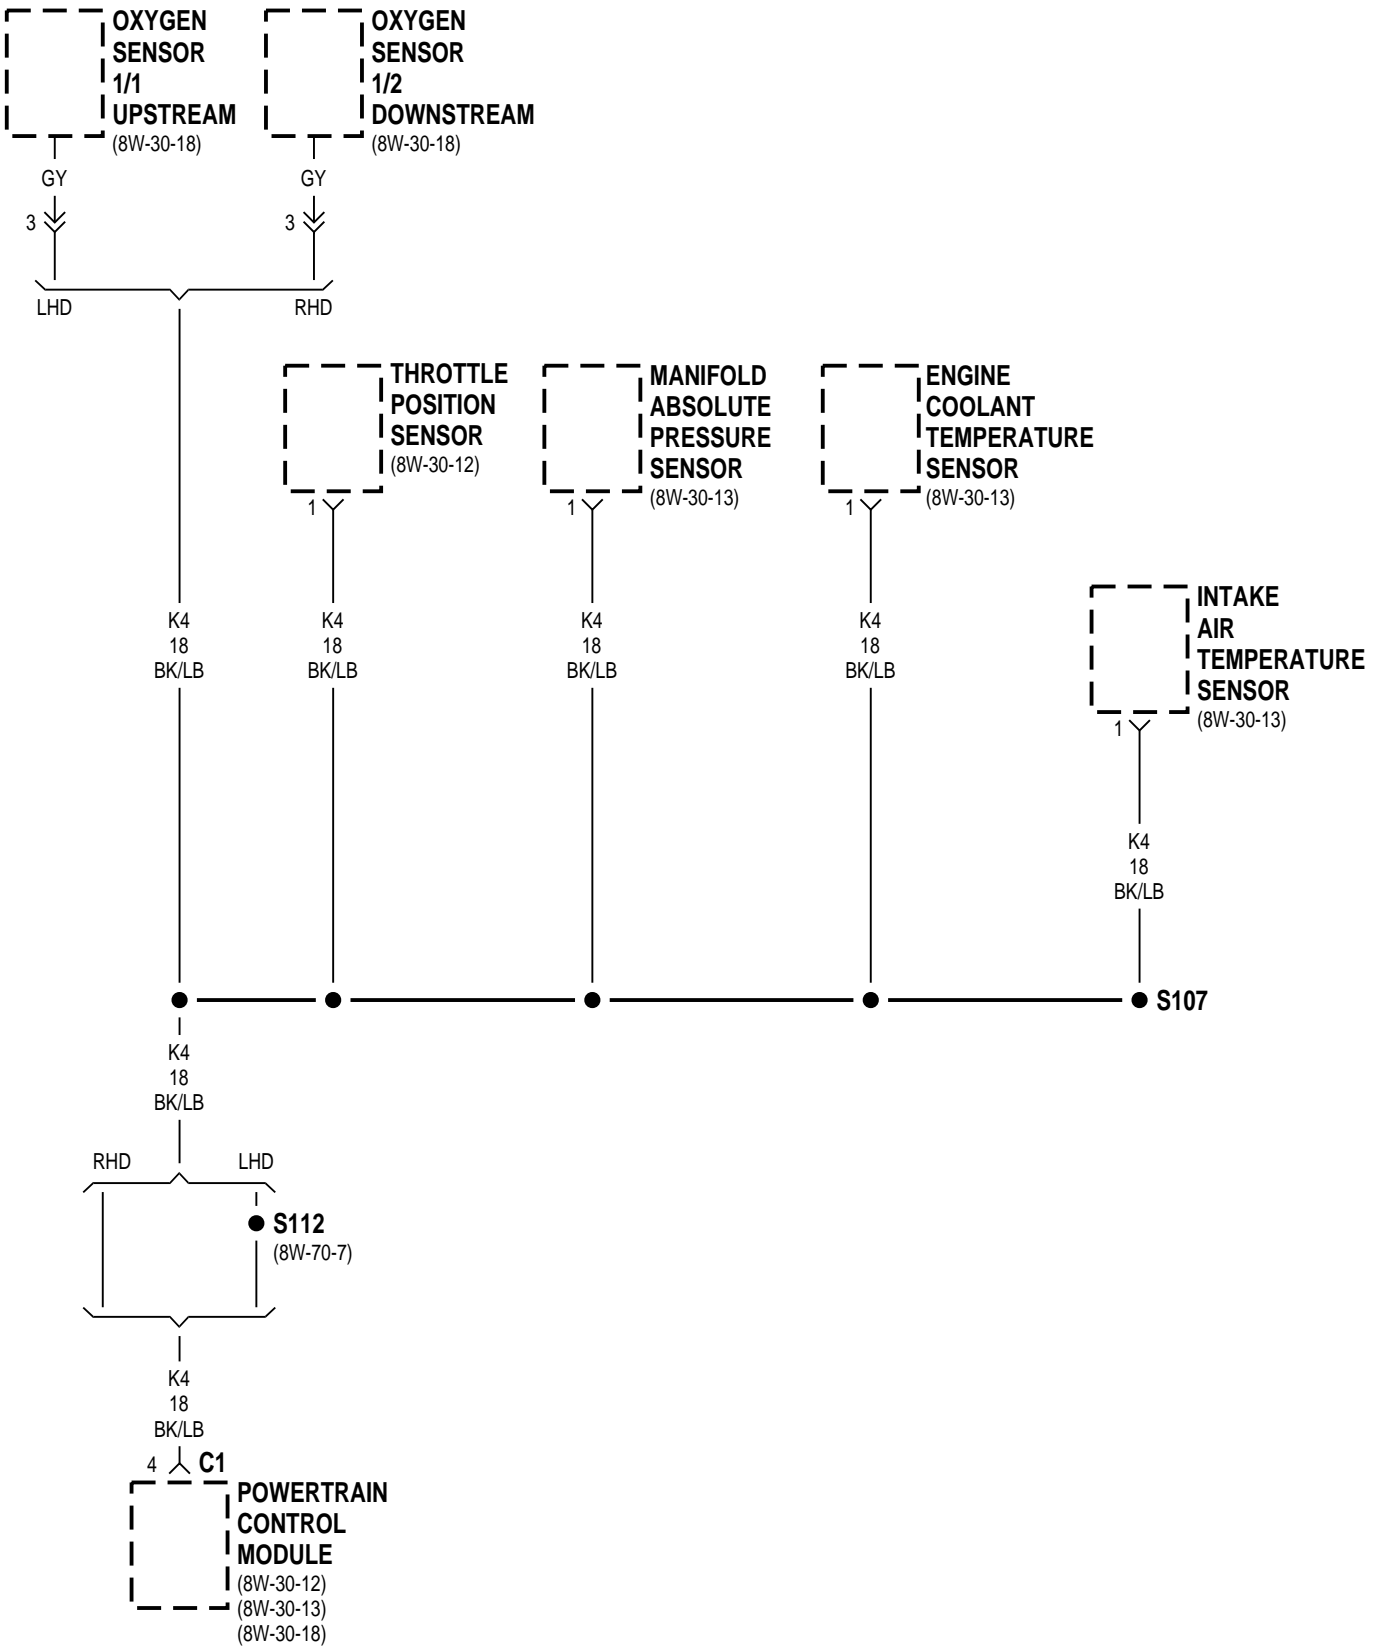 OXYGEN
SENSOR
1/1
UPSTREAM
(8W-30-18)
OXYGEN
SENSOR
1/2
DOWNSTREAM
(8W-30-18)
GY
GY
3
3
LHD
RHD
THROTTLE
POSITION
SENSOR
(8W-30-12)
1
MANIFOLD
ABSOLUTE
PRESSURE
SENSOR
(8W-30-13)
1
ENGINE
COOLANT
TEMPERATURE
SENSOR
(8W-30-13)
1
INTAKE
AIR
TEMPERATURE
SENSOR
(8W-30-13)
1
K4
18
BK/LB
K4
18
BK/LB
K4
18
BK/LB
K4
18
BK/LB
K4
18
BK/LB
S107
K4
18
BK/LB
RHD
LHD
S112
(8W-70-7)
K4
18
BK/LB
4
C1
POWERTRAIN
CONTROL
MODULE
(8W-30-12)
(8W-30-13)
(8W-30-18)